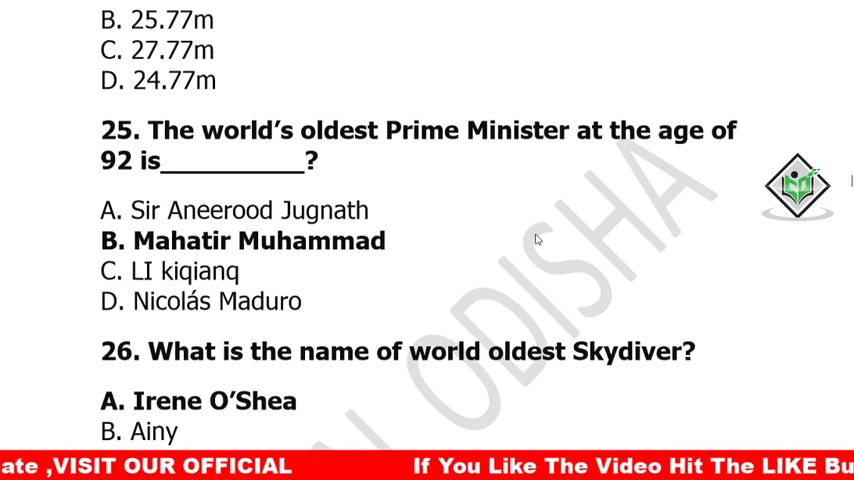 B. 25.77m
C. 27.77m
D. 24.77m
25. The world's oldest Prime Minister at the age of
92 is__________?
A. Sir Aneerood Jugnath
B. Mahatir Muhammad
C. LI kiqianq
D. Nicolás Maduro
26. What is the name of world oldest Skydiver?
A. Irene O'Shea
B. Ainy
ODISHA
ate ,VISIT OUR OFFICIAL If You Like The Video Hit The LIKE Bu